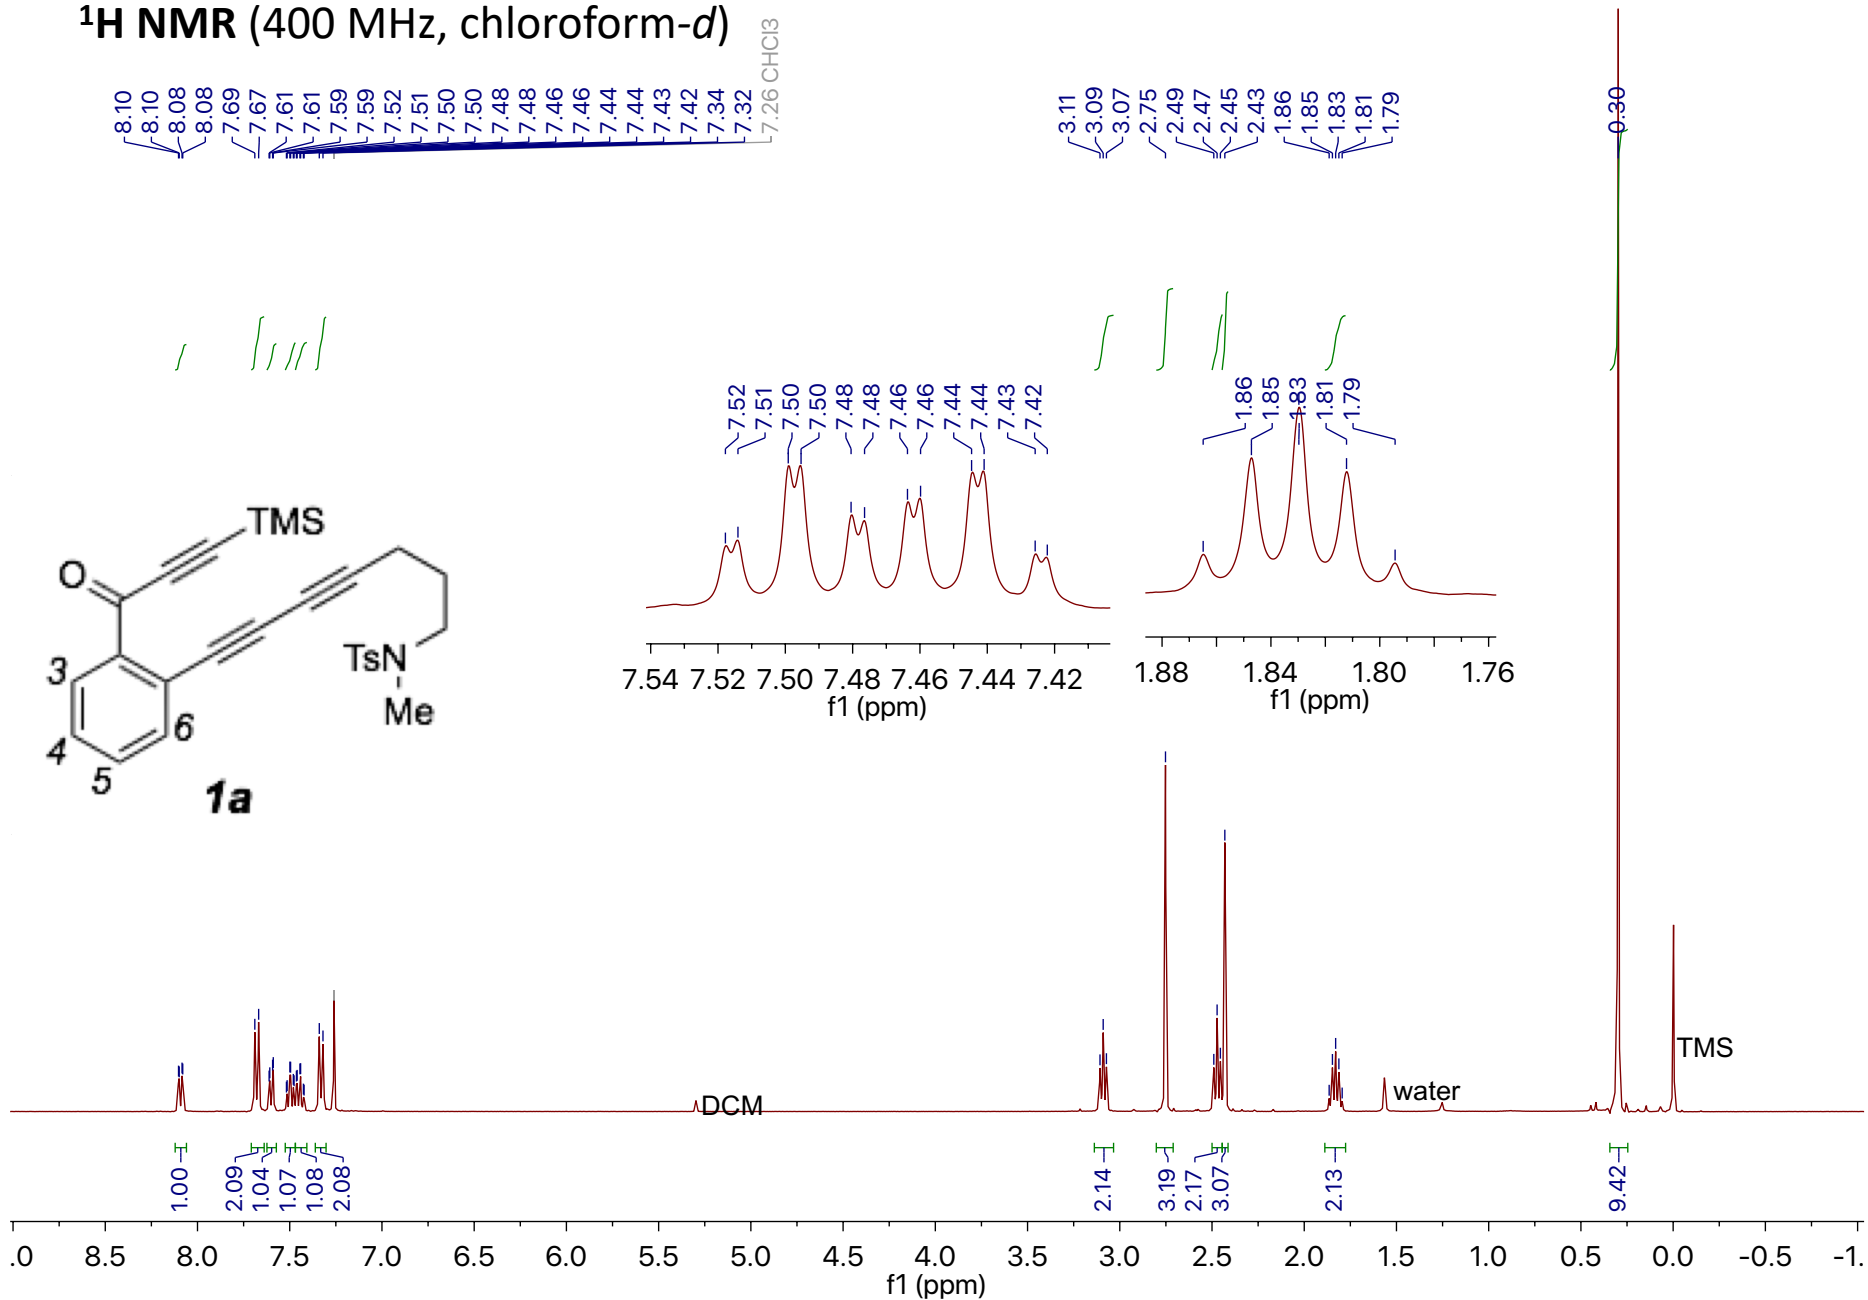 ¹H NMR (400 MHz, chloroform-d)
8.10 8.10 8.08 8.08 7.69 7.67 7.61 7.61 7.59 7.59 7.52 7.51 7.50 7.50 7.48 7.48 7.46 7.46 7.44 7.44 7.43 7.42 7.34 7.32 7.26 CHCl3
3.11 3.09 3.07 2.75 2.49 2.47 2.45 2.43 1.86 1.85 1.83 1.81 1.79
0.30
7.52 7.51 7.50 7.50 7.48 7.48 7.46 7.46 7.44 7.44 7.43 7.42
1.86 1.85 1.83 1.81 1.79
7.54 7.52 7.50 7.48 7.46 7.44 7.42
f1 (ppm)
1.88 1.84 1.80 1.76
f1 (ppm)
TMS
O
TsN
Me
3
4
5
6
1a
DCM
water
TMS
1.00 2.09 1.04 1.07 1.08 2.08 2.14 3.19 2.17 3.07 2.13 9.42
.0 8.5 8.0 7.5 7.0 6.5 6.0 5.5 5.0 4.5 4.0 3.5 3.0 2.5 2.0 1.5 1.0 0.5 0.0 -0.5 -1.
f1 (ppm)